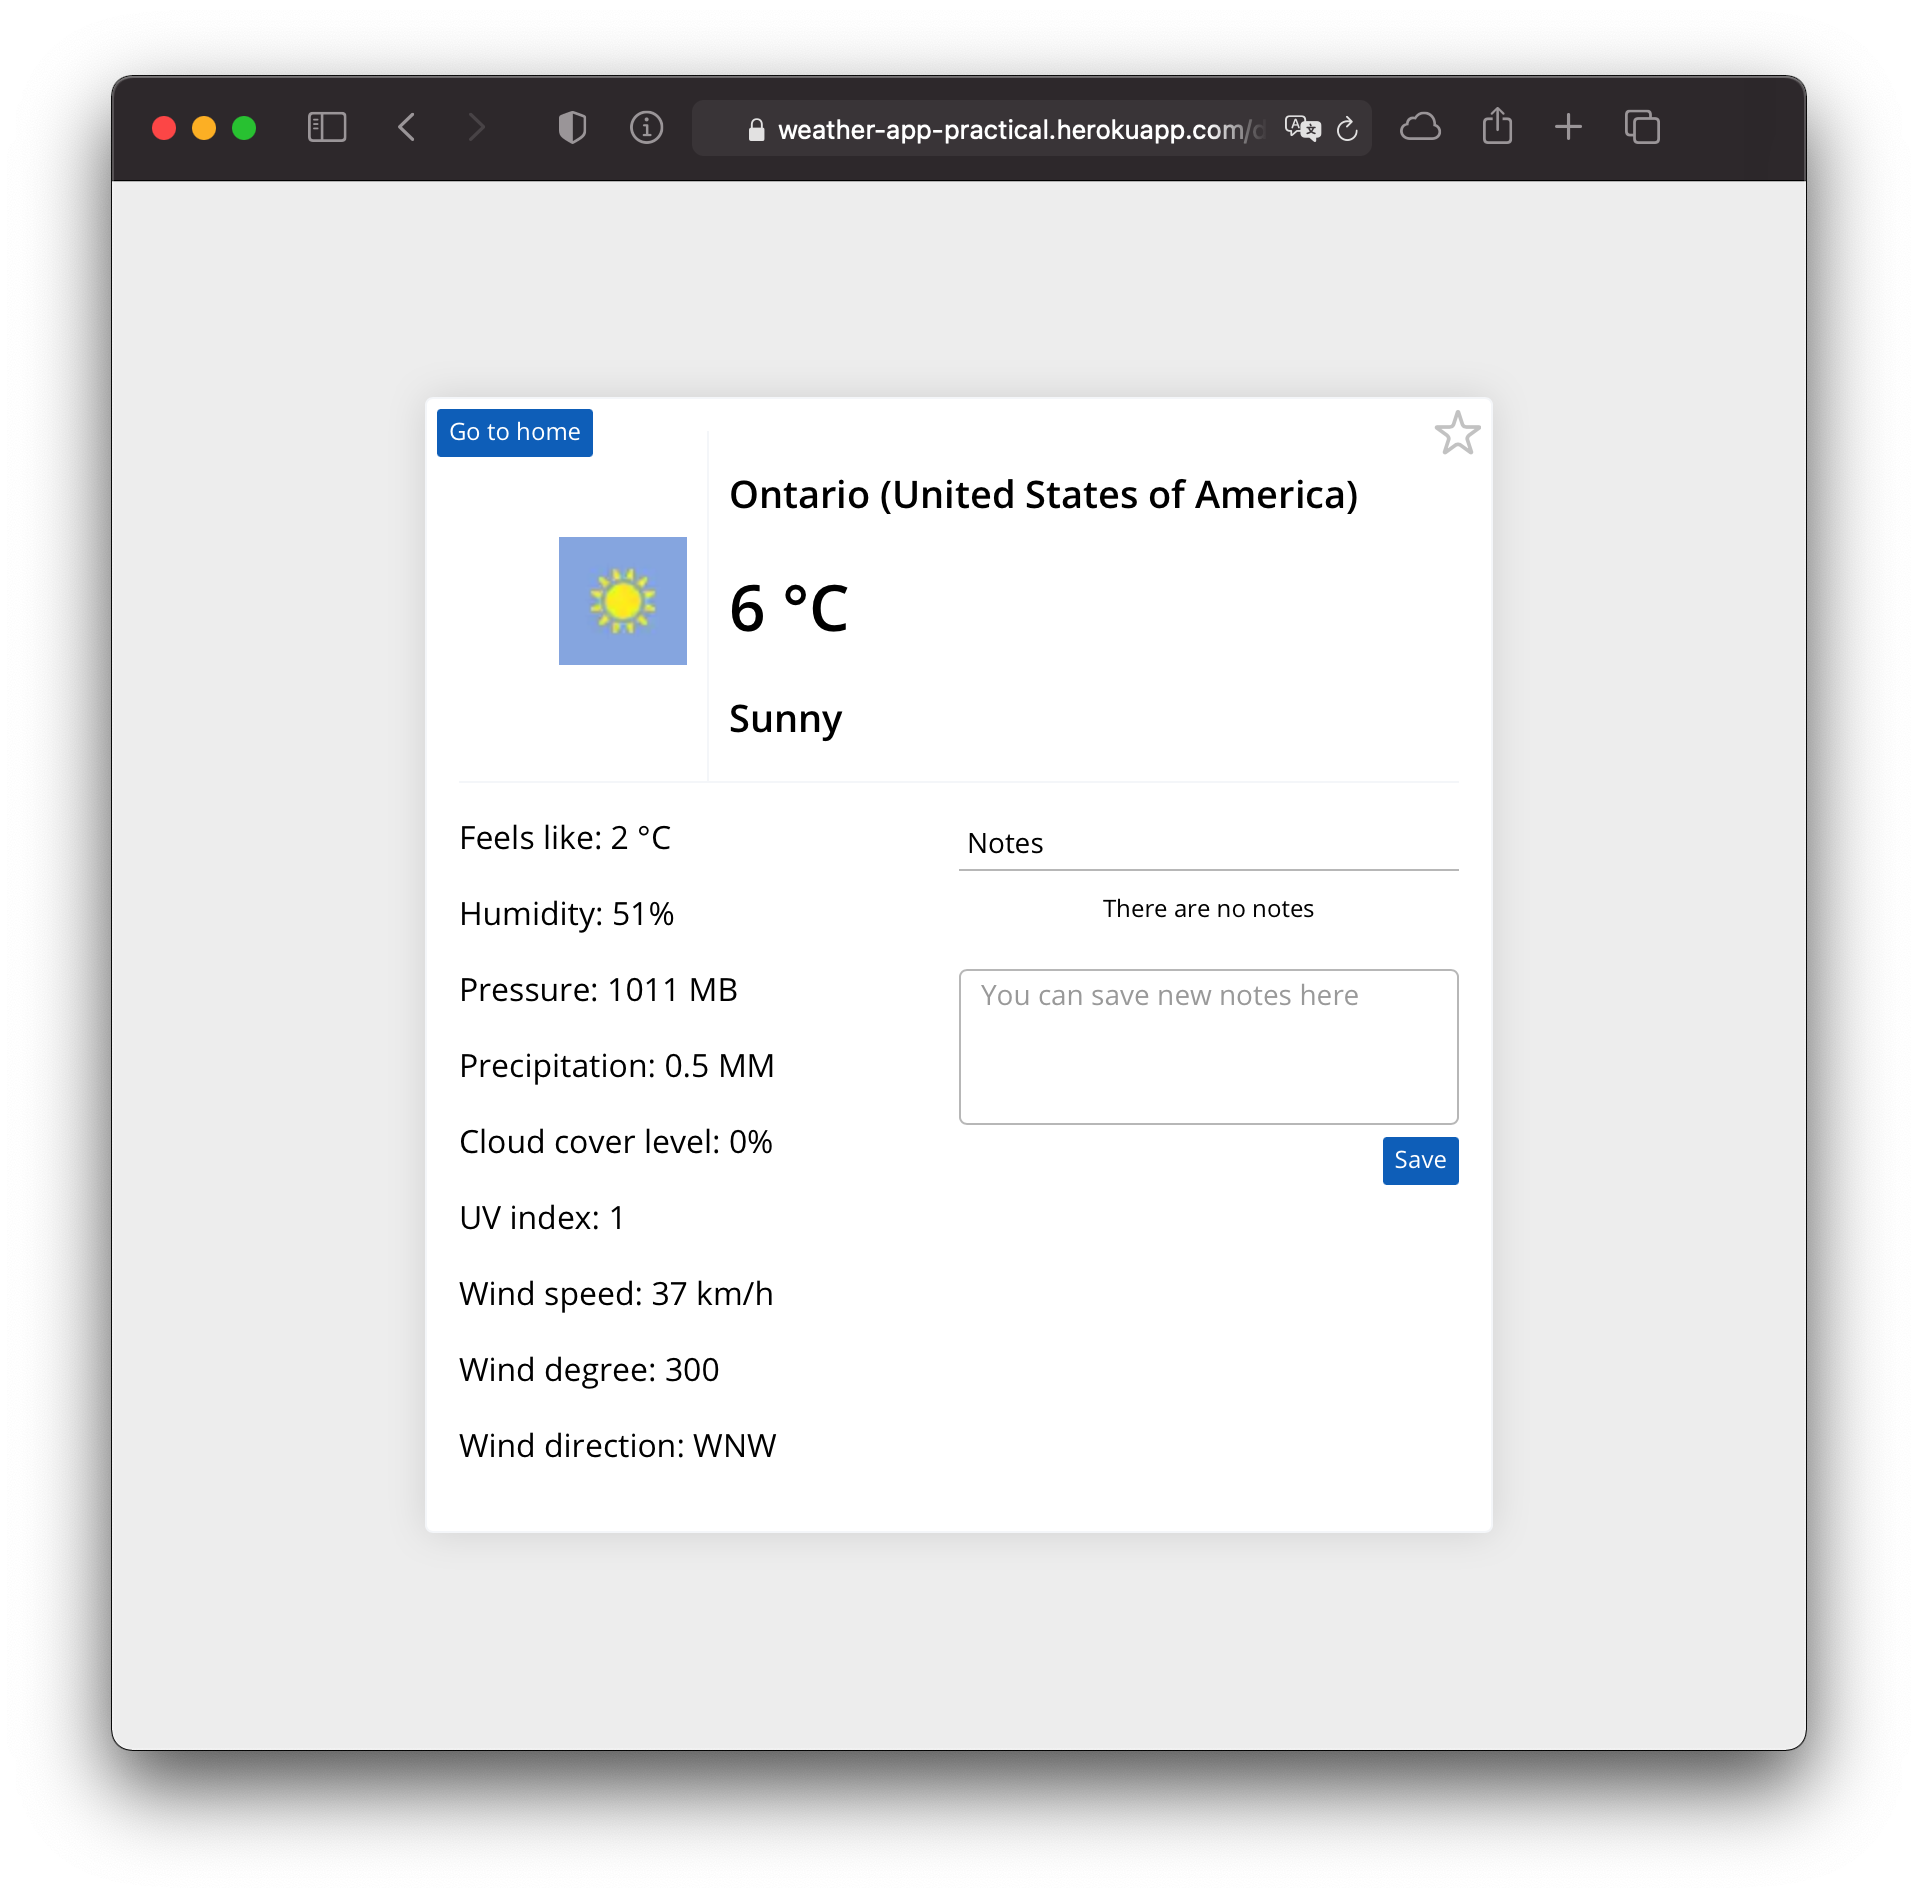 weather-app-practical.herokuapp.com/d
Go to home
Ontario (United States of America)
6 °C
Sunny
Feels like: 2 °C
Humidity: 51%
Pressure: 1011 MB
Precipitation: 0.5 MM
Cloud cover level: 0%
UV index: 1
Wind speed: 37 km/h
Wind degree: 300
Wind direction: WNW
Notes
There are no notes
You can save new notes here
Save